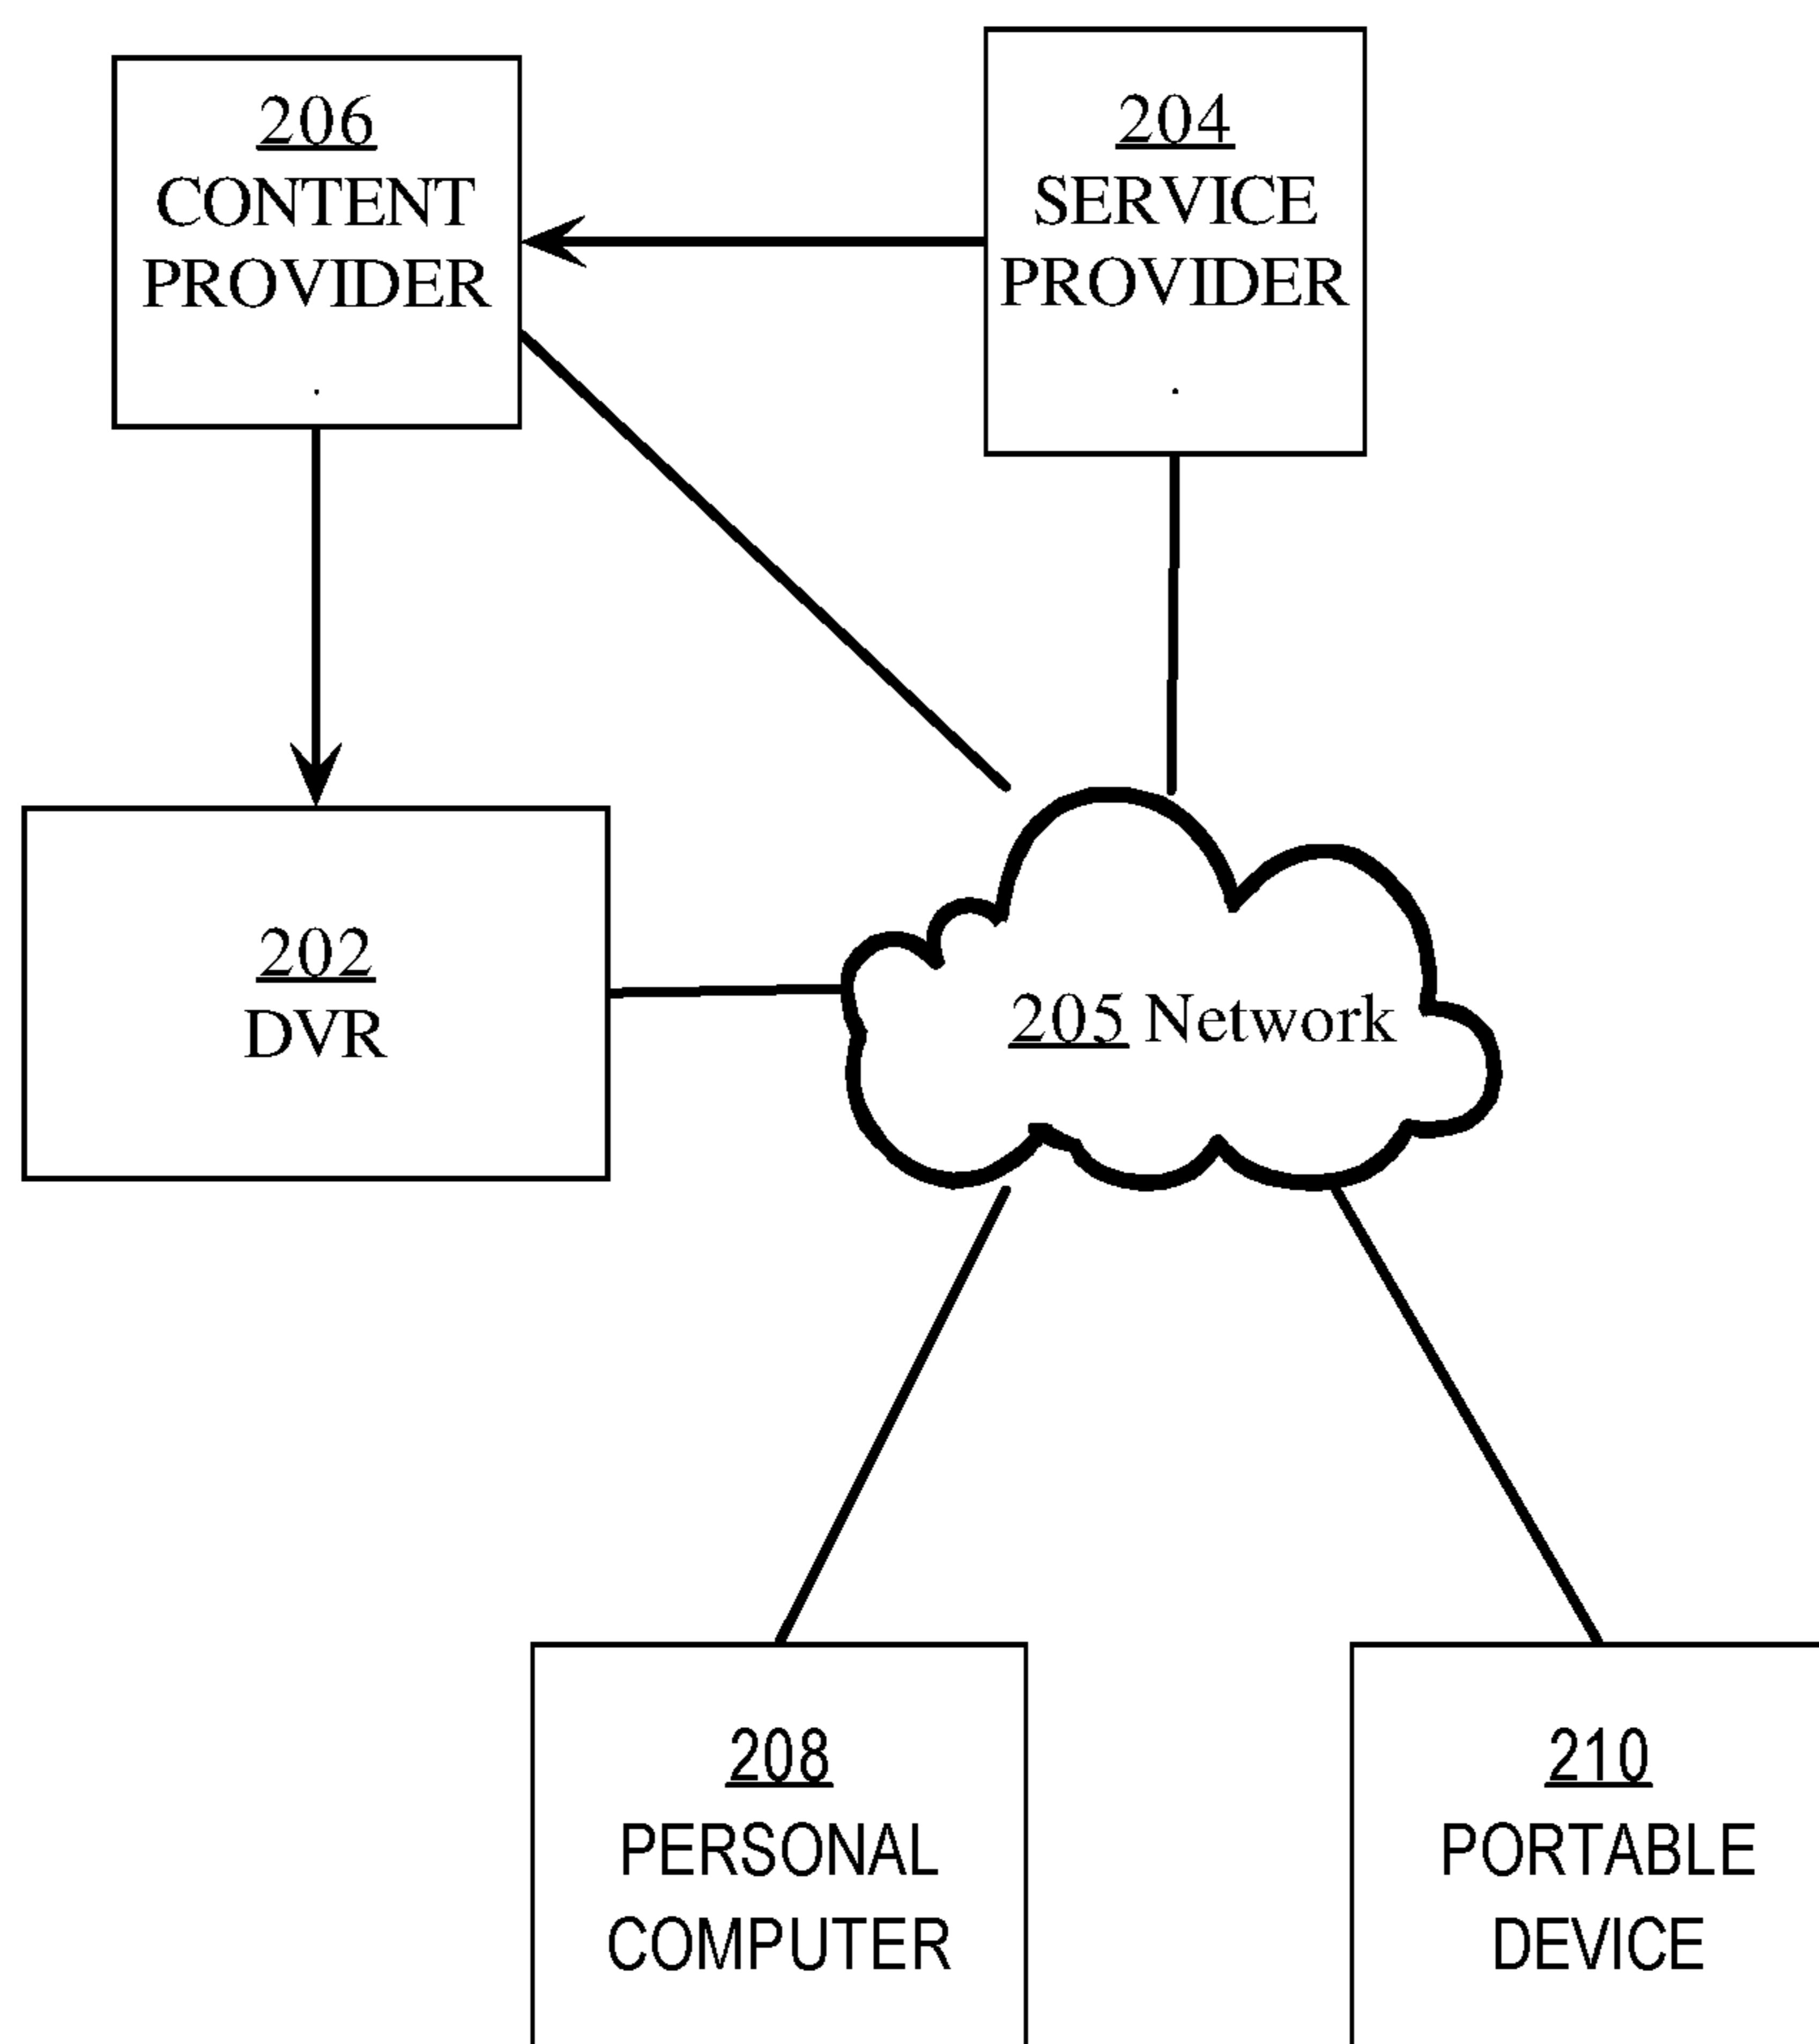 206
CONTENT
PROVIDER
.
204
SERVICE
PROVIDER
.
202
DVR
205 Network
208
PERSONAL
COMPUTER
210
PORTABLE
DEVICE